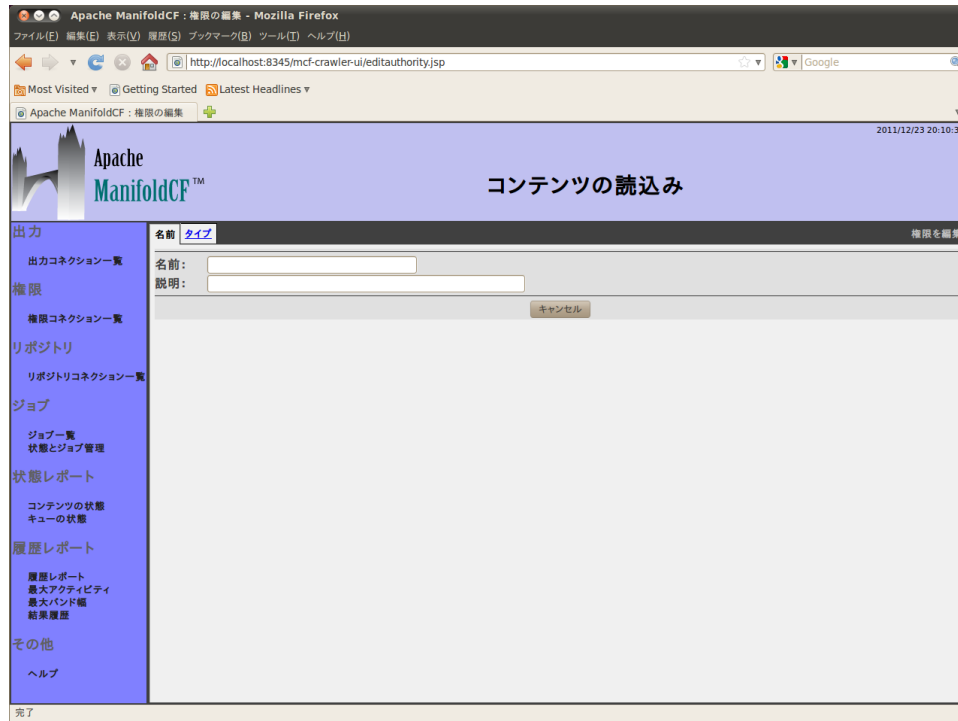 Apache ManifoldCF : 権限の編集 - Mozilla Firefox
ファイル(F) 編集(E) 表示(V) 履歴(S) ブックマーク(B) ツール(T) ヘルプ(H)
http://localhost:8345/mcf-crawler-ui/editauthority.jsp
Google
Most Visited Getting Started Latest Headlines
Apache ManifoldCF : 権限の編集
2011/12/23 20:10:3
Apache
ManifoldCF™
コンテンツの読込み
名前 タイプ
権限を編集
名前:
説明:
キャンセル
出力
出力コネクション一覧
権限
権限コネクション一覧
リポジトリ
リポジトリコネクション一覧
ジョブ
ジョブ一覧
状態とジョブ管理
状態レポート
コンテンツの状態
キューの状態
履歴レポート
履歴レポート
最大アクティビティ
最大バンド幅
結果履歴
その他
ヘルプ
完了